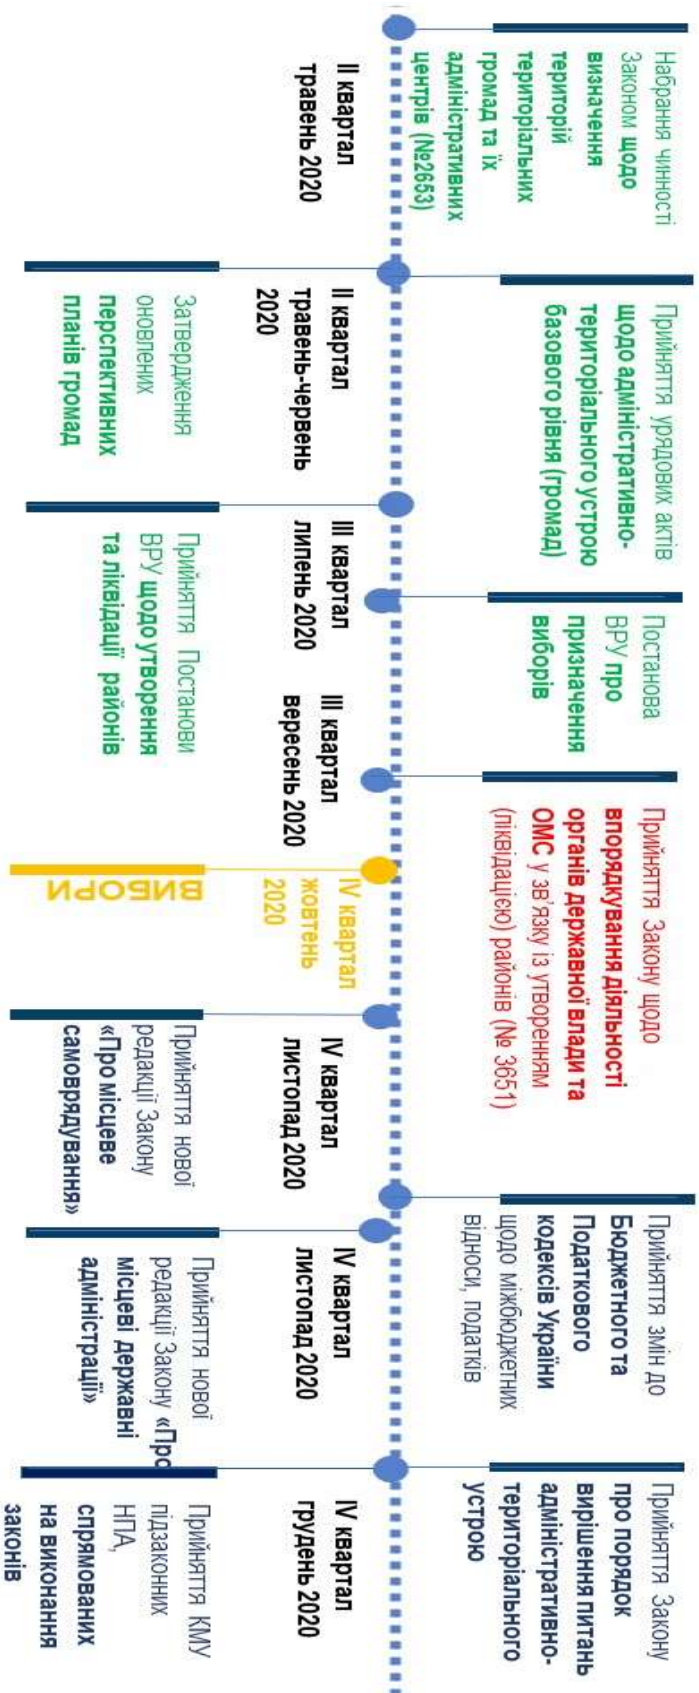 Набрання чинності
Законом щодо
визначення
територій
територіальних
громад та їх
адміністративних
центрів (№2653)
Прийняття урядових актів
щодо адміністративно-
територіального устрою
базового рівня (громад)
Постанова
ВРУ про
призначення
виборів
Прийняття Закону щодо
впорядкування діяльності
органів державної влади та
ОМС у зв'язку із утворенням
(ліквідацією) районів (№ 3651)
Прийняття змін до
Бюджетного та
Податкового
кодексів України
щодо міжбюджетних
відноси, податків
Прийняття Закону
про порядок
вирішення питань
адміністративно-
територіального
устрою
ІІ квартал
травень 2020
ІІ квартал
травень-червень
2020
ІІІ квартал
липень 2020
ІІІ квартал
вересень 2020
IV квартал
жовтень
2020
IV квартал
листопад 2020
IV квартал
листопад 2020
IV квартал
грудень 2020
Затвердження
оновлених
перспективних
планів громад
Прийняття Постанови
ВРУ щодо утворення
та ліквідації районів
ВИБОРИ
Прийняття нової
редакції Закону
«Про місцеве
самоврядування»
Прийняття нової
редакції Закону «Про
місцеві державні
адміністрації»
Прийняття КМУ
підзаконних
НПА,
спрямованих
на виконання
законів